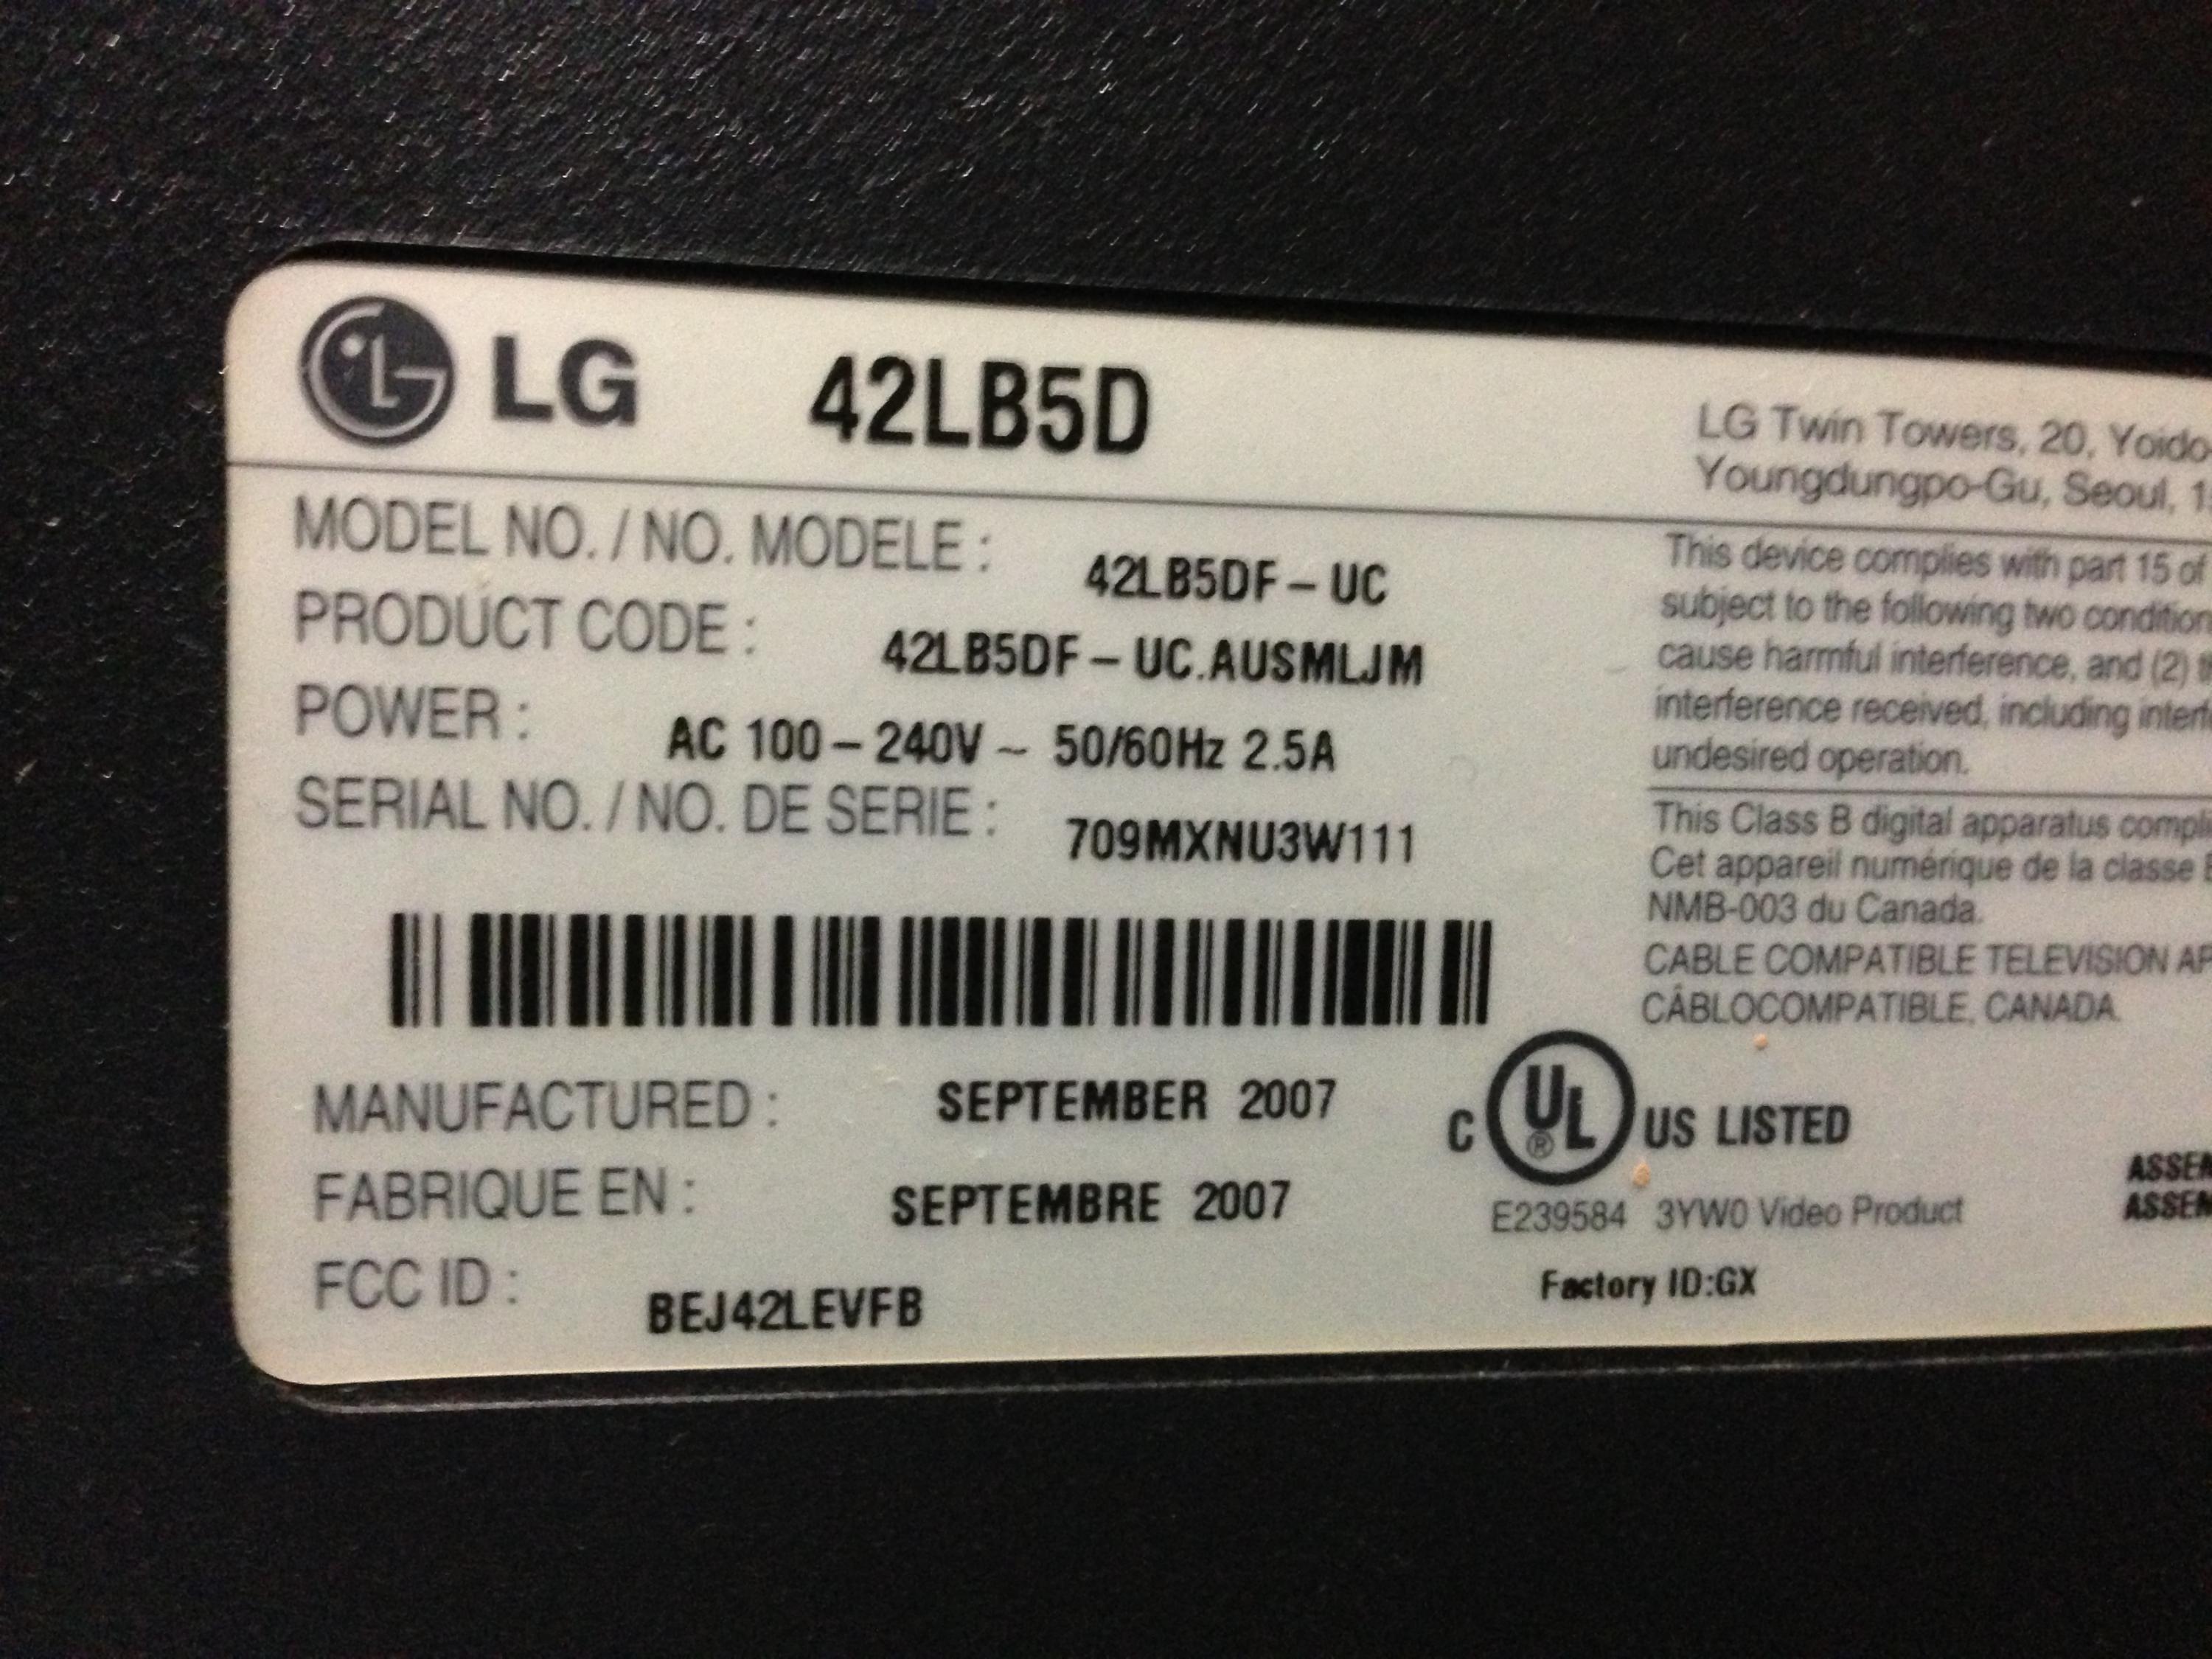 LG 42LB5D
LG Twin Towers, 20, Yoido-
Youngdungpo-Gu, Seoul,
MODEL NO. / NO. MODELE : 42LB5DF - UC
PRODUCT CODE : 42LB5DF - UC.AUSMLJM
POWER : AC 100 - 240V ~ 50/60Hz 2.5A
SERIAL NO. / NO. DE SERIE : 709MXNU3W111
MANUFACTURED : SEPTEMBER 2007
FABRIQUE EN : SEPTEMBRE 2007
FCC ID : BEJ42LEVFB
This device complies with part 15 of
subject to the following two condition
cause harmful interference, and (2)
interference received, including
undesired operation.
This Class B digital apparatus
Cet appareil numérique de la classe
NMB-003 du Canada.
CABLE COMPATIBLE TELEVISION
CÂBLOCOMPATIBLE, CANADA.
C UL® US LISTED
E239584 3YW0 Video Product
Factory ID:GX